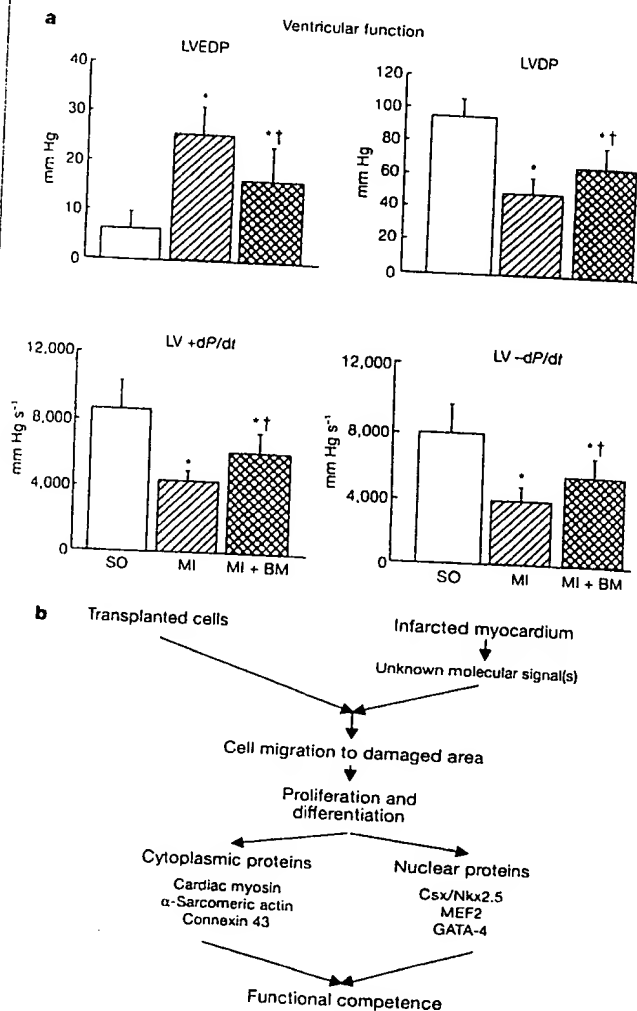 a
Ventricular function
LVEDP
40
30
20
10
0
mm Hg
*
* †
LVDP
120
100
80
60
40
20
0
mm Hg
*
* †
LV +dP/dt
12,000
8,000
4,000
0
mm Hg s⁻¹
*
* †
SO MI MI + BM
LV –dP/dt
12,000
8,000
4,000
0
mm Hg s⁻¹
*
* †
SO MI MI + BM
b
Transplanted cells
Infarcted myocardium
Unknown molecular signal(s)
Cell migration to damaged area
Proliferation and
differentiation
Cytoplasmic proteins
Cardiac myosin
α-Sarcomeric actin
Connexin 43
Nuclear proteins
Csx/Nkx2.5
MEF2
GATA-4
Functional competence